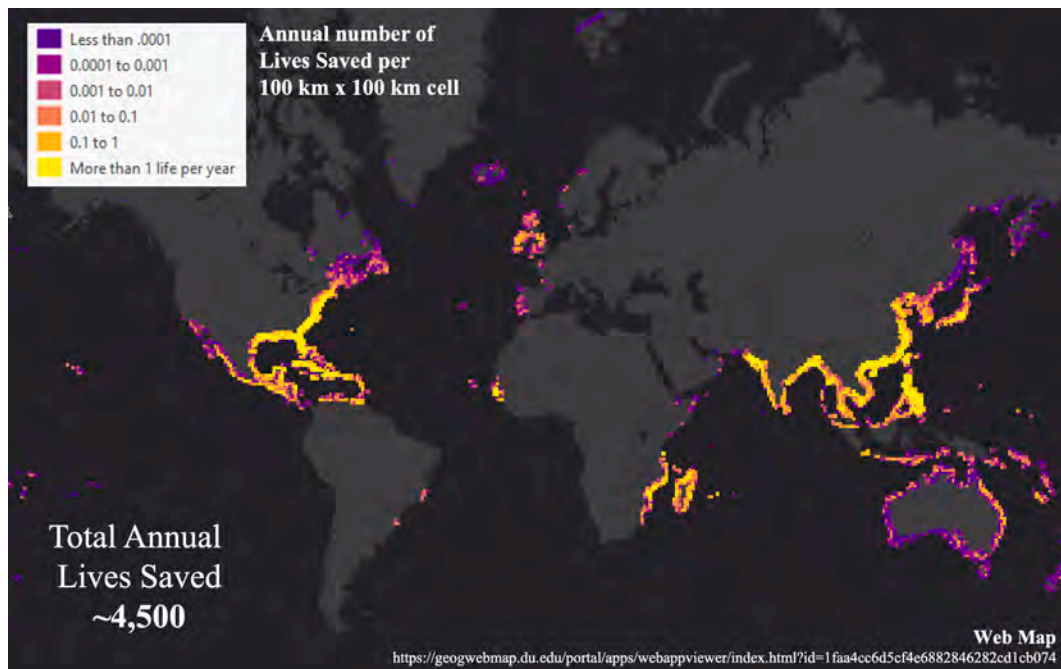 Less than .0001
0.0001 to 0.001
0.001 to 0.01
0.01 to 0.1
0.1 to 1
More than 1 life per year
Annual number of
Lives Saved per
100 km x 100 km cell
Total Annual
Lives Saved
~4,500
Web Map
https://geogwebmap.du.edu/portal/apps/webappviewer/index.html?id=1faa4cc6d5cf4e6882846282cd1cb074